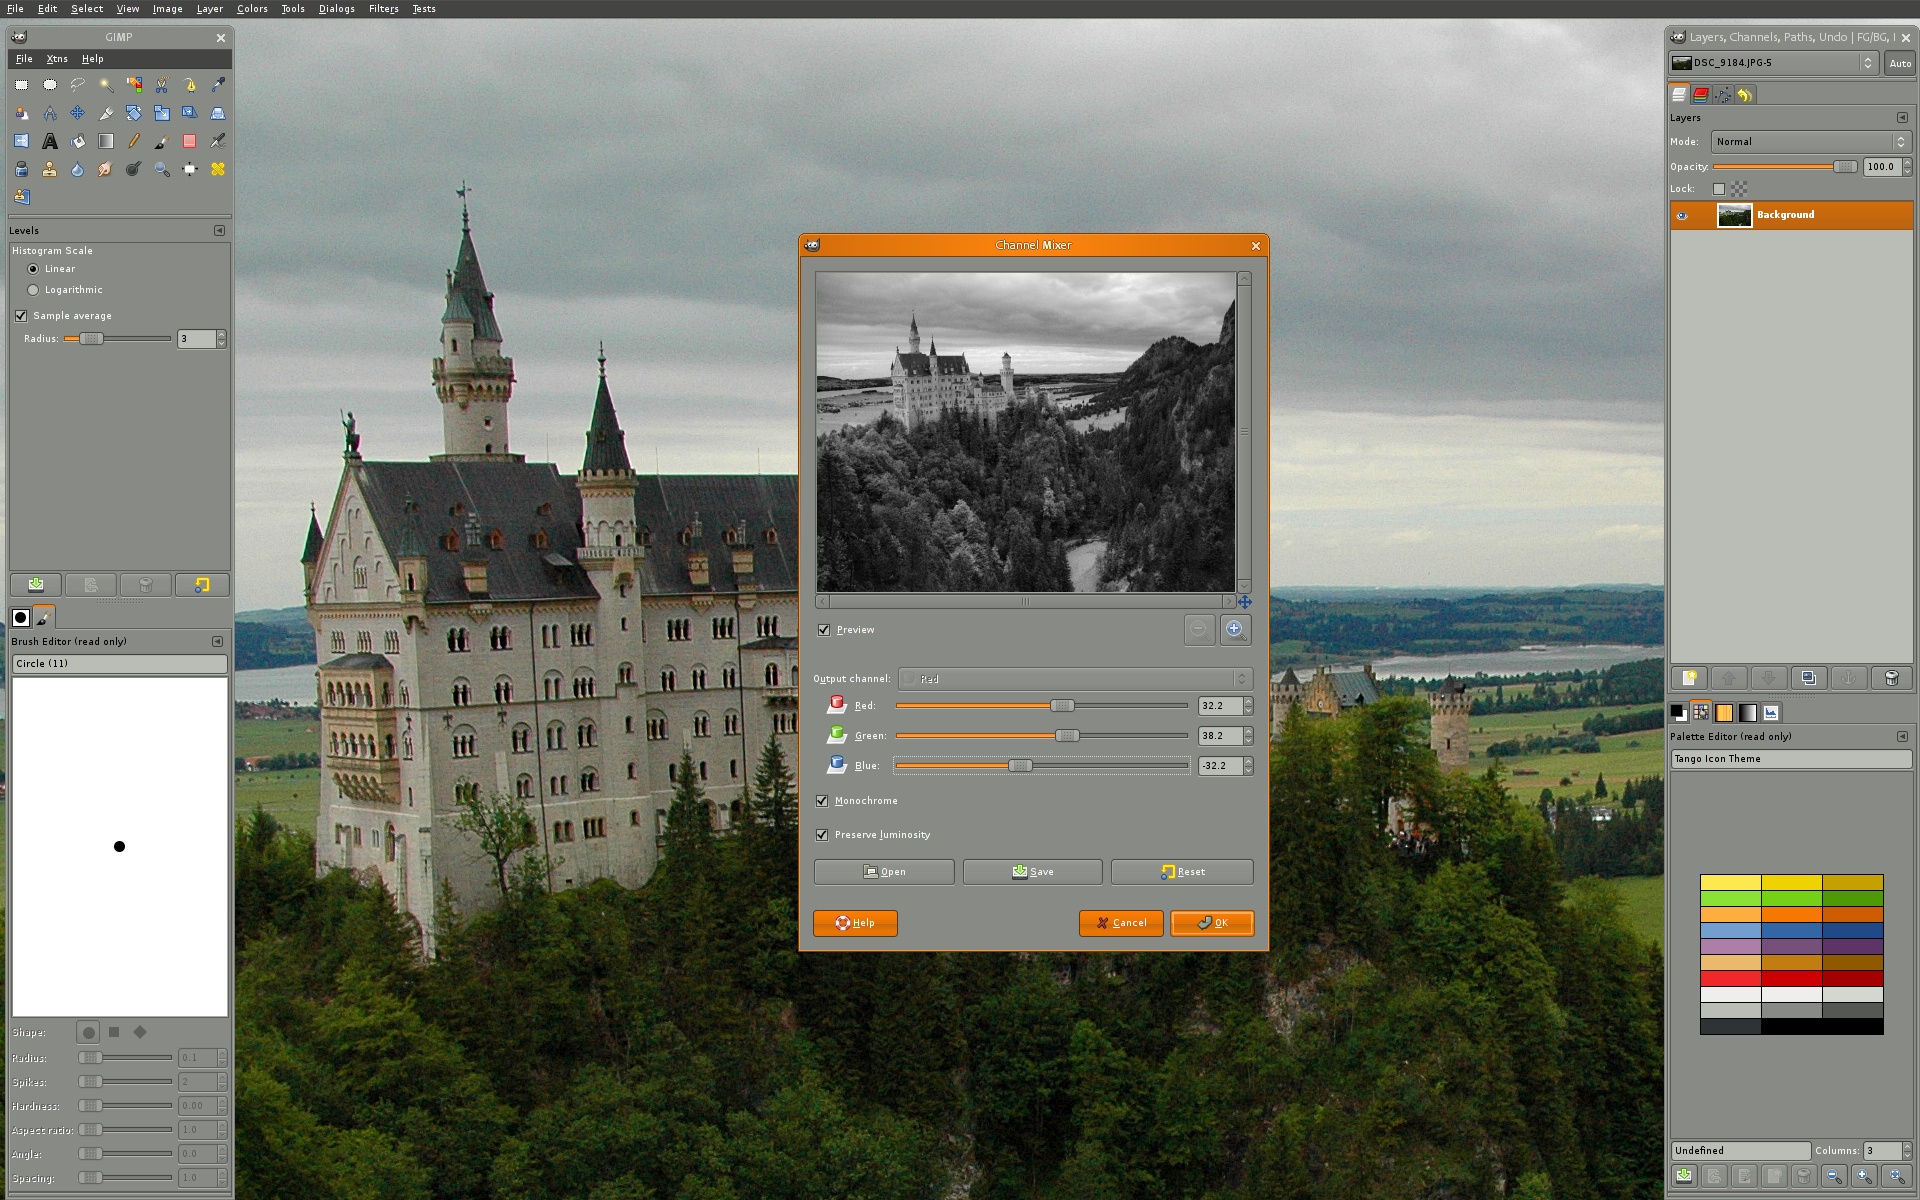 File Edit Select View Image Layer Colors Tools Dialogs Filters Tests
GIMP
File Xtns Help
Levels
Histogram Scale
Linear
Logarithmic
Sample average
Radius: 3
Brush Editor (read only)
Circle (11)
Shape:
Radius: 0.1
Spikes: 2
Hardness: 0.00
Aspect ratio: 1.0
Angle: 0.0
Spacing: 1.0
Channel Mixer
Preview
Output channel: Red
Red: 32.2
Green: 38.2
Blue: -32.2
Monochrome
Preserve luminosity
Open Save Reset
Help Cancel OK
Layers, Channels, Paths, Undo | FG/BG, I
DSC_9184.JPG-5 Auto
Layers
Mode: Normal
Opacity: 100.0
Lock:
Background
Palette Editor (read only)
Tango Icon Theme
Undefined Columns: 3